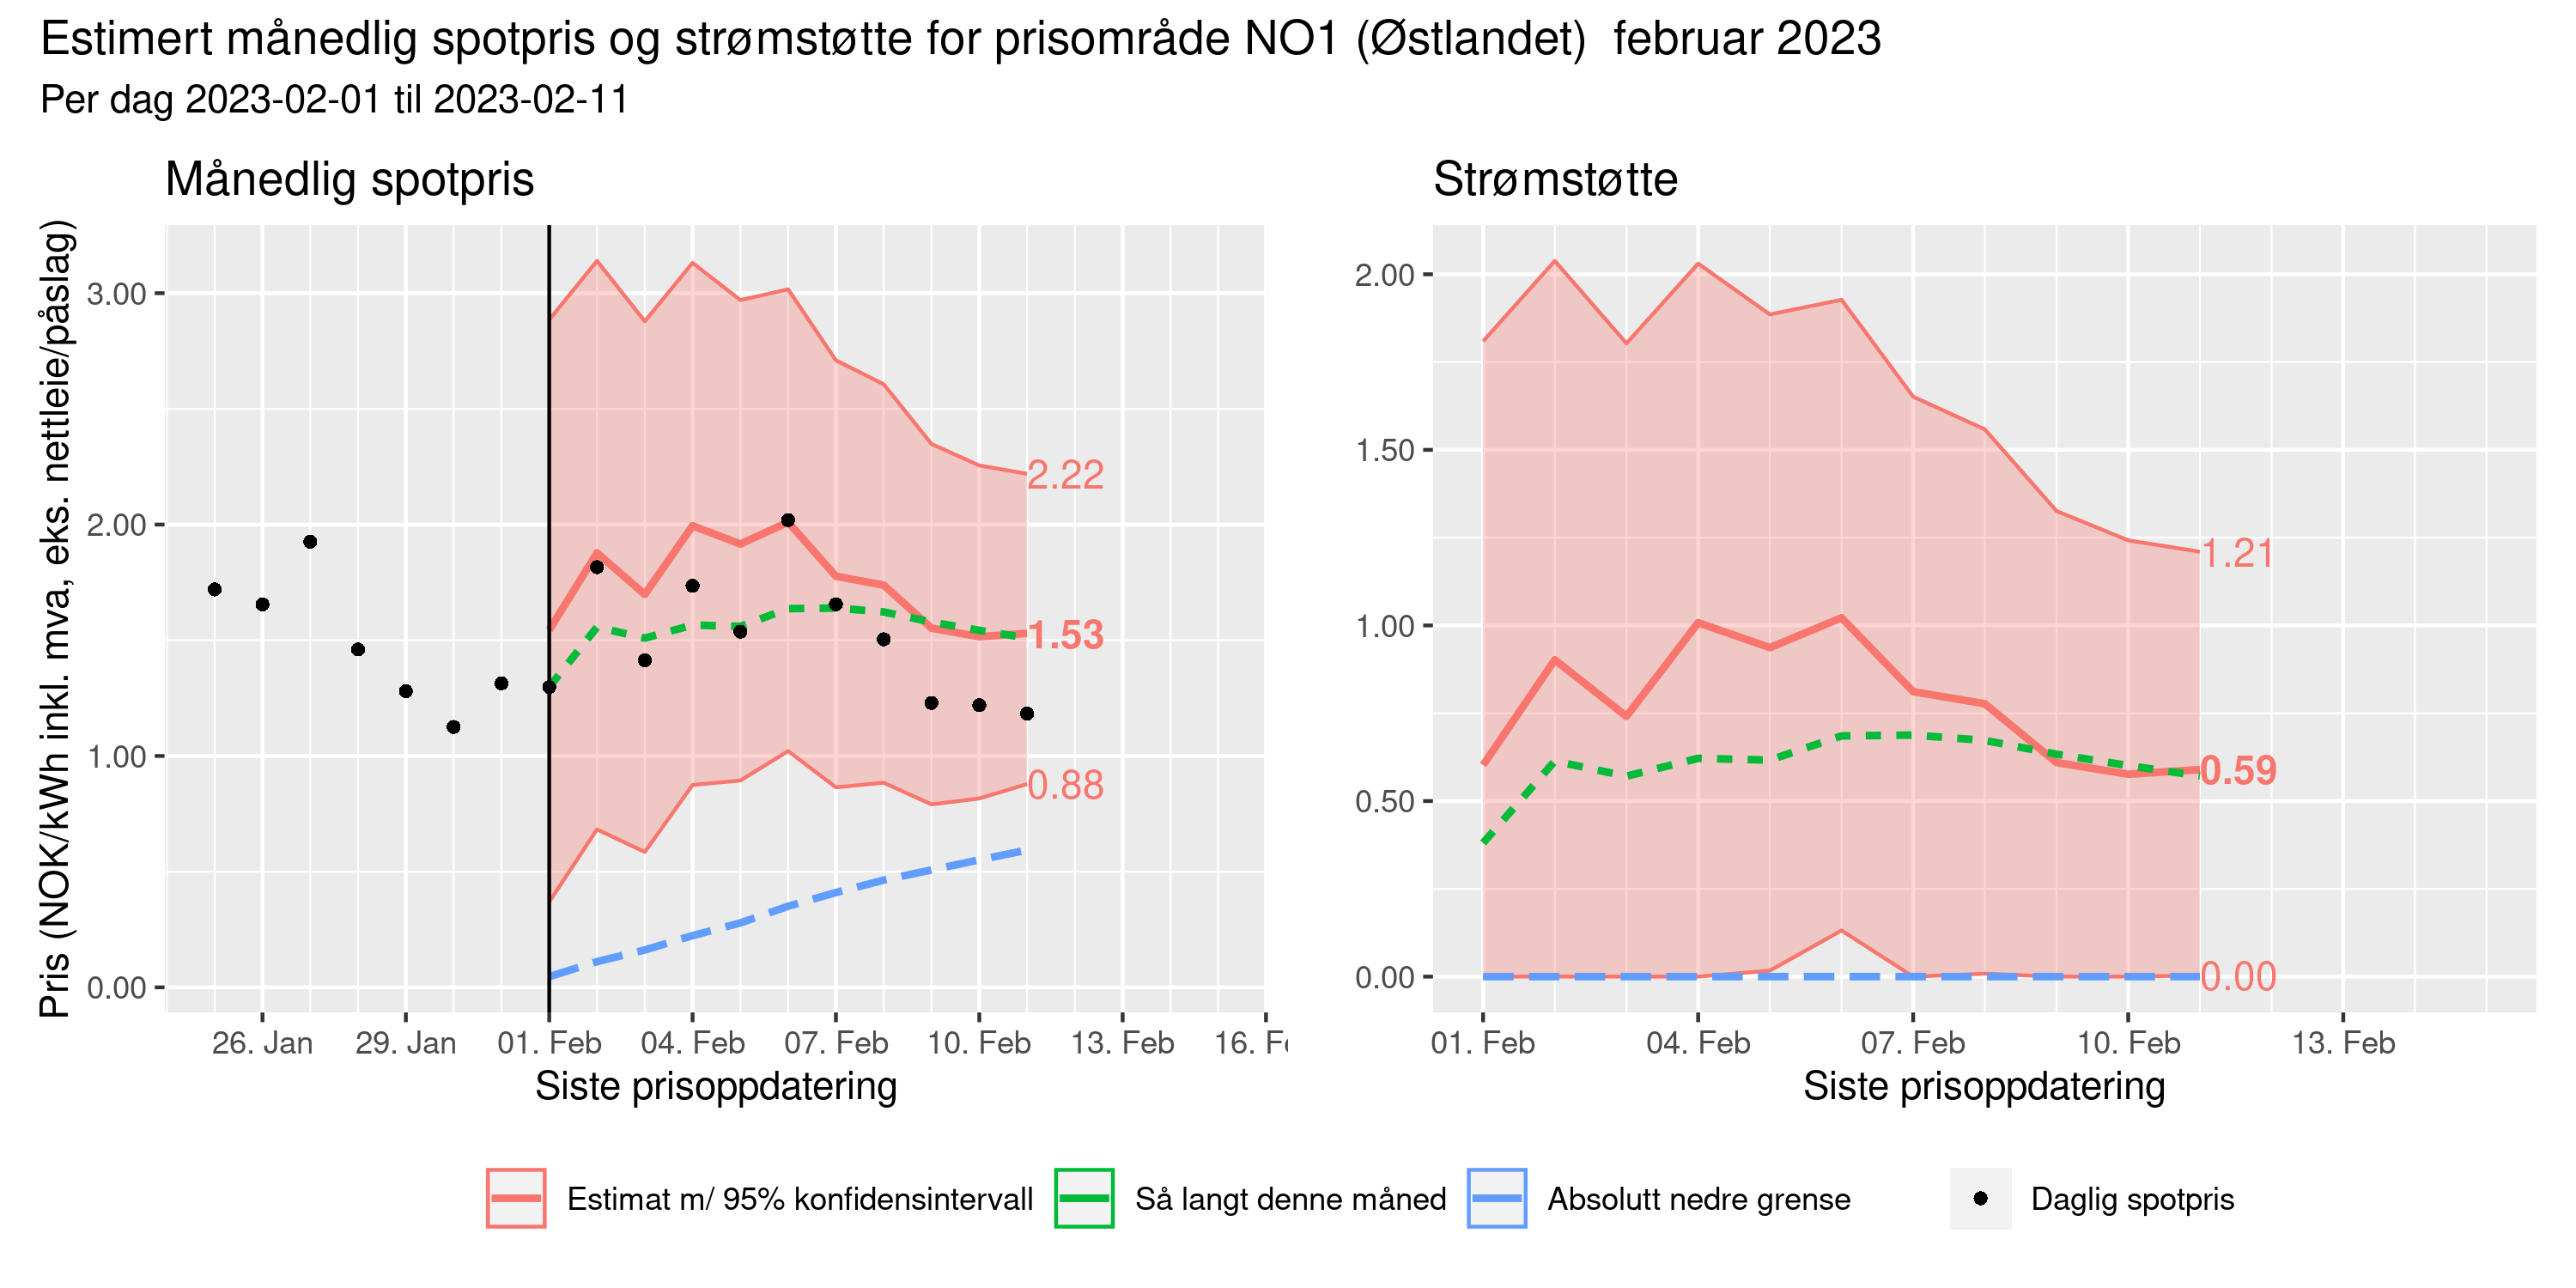 Estimert månedlig spotpris og strømstøtte for prisområde NO1 (Østlandet)  februar 2023
Per dag 2023-02-01 til 2023-02-11
Månedlig spotpris
Pris (NOK/kWh inkl. mva, eks. nettleie/påslag)
3.00
2.00
1.00
0.00
2.22
1.53
0.88
26. Jan 29. Jan 01. Feb 04. Feb 07. Feb 10. Feb 13. Feb 16. Fe
Siste prisoppdatering
Strømstøtte
2.00
1.50
1.00
0.50
0.00
1.21
0.59
0.00
01. Feb 04. Feb 07. Feb 10. Feb 13. Feb
Siste prisoppdatering
Estimat m/ 95% konfidensintervall Så langt denne måned Absolutt nedre grense Daglig spotpris